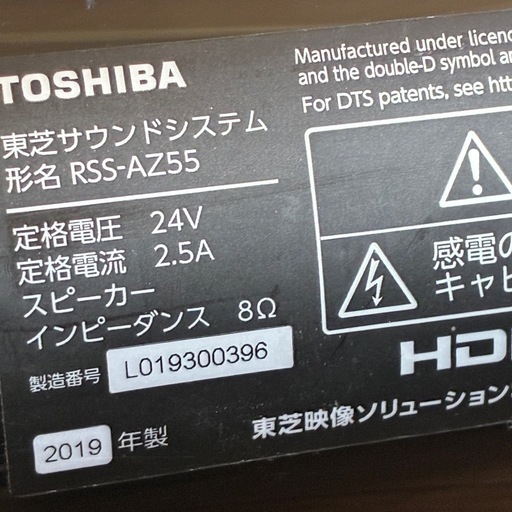 TOSHIBA
東芝サウンドシステム
形名 RSS-AZ55
定格電圧 24V
定格電流 2.5A
スピーカー
インピーダンス 8Ω
製造番号 L019300396
2019 年製
Manufactured under licenc
and the double-D symbol a
For DTS patents, see htt
感電の
キャビ
HD
東芝映像ソリューション